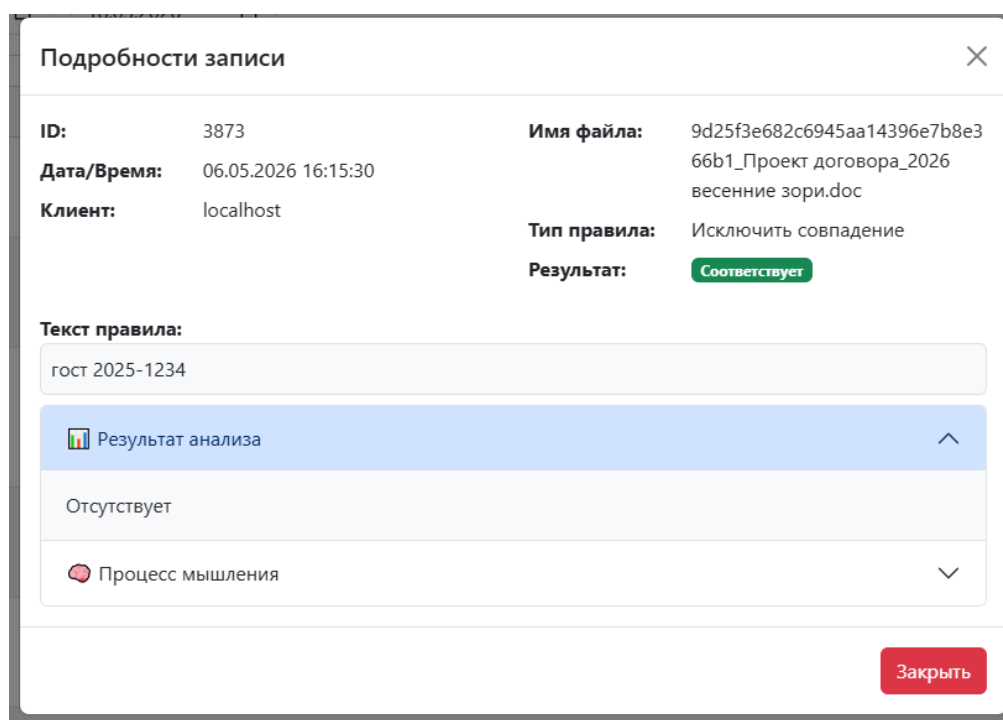 Подробности записи
ID: 3873
Дата/Время: 06.05.2026 16:15:30
Клиент: localhost
Имя файла: 9d25f3e682c6945aa14396e7b8e3
66b1_Проект договора_2026
весенние зори.doc
Тип правила: Исключить совпадение
Результат: Соответствует
Текст правила:
гост 2025-1234
Результат анализа
Отсутствует
Процесс мышления
Закрыть